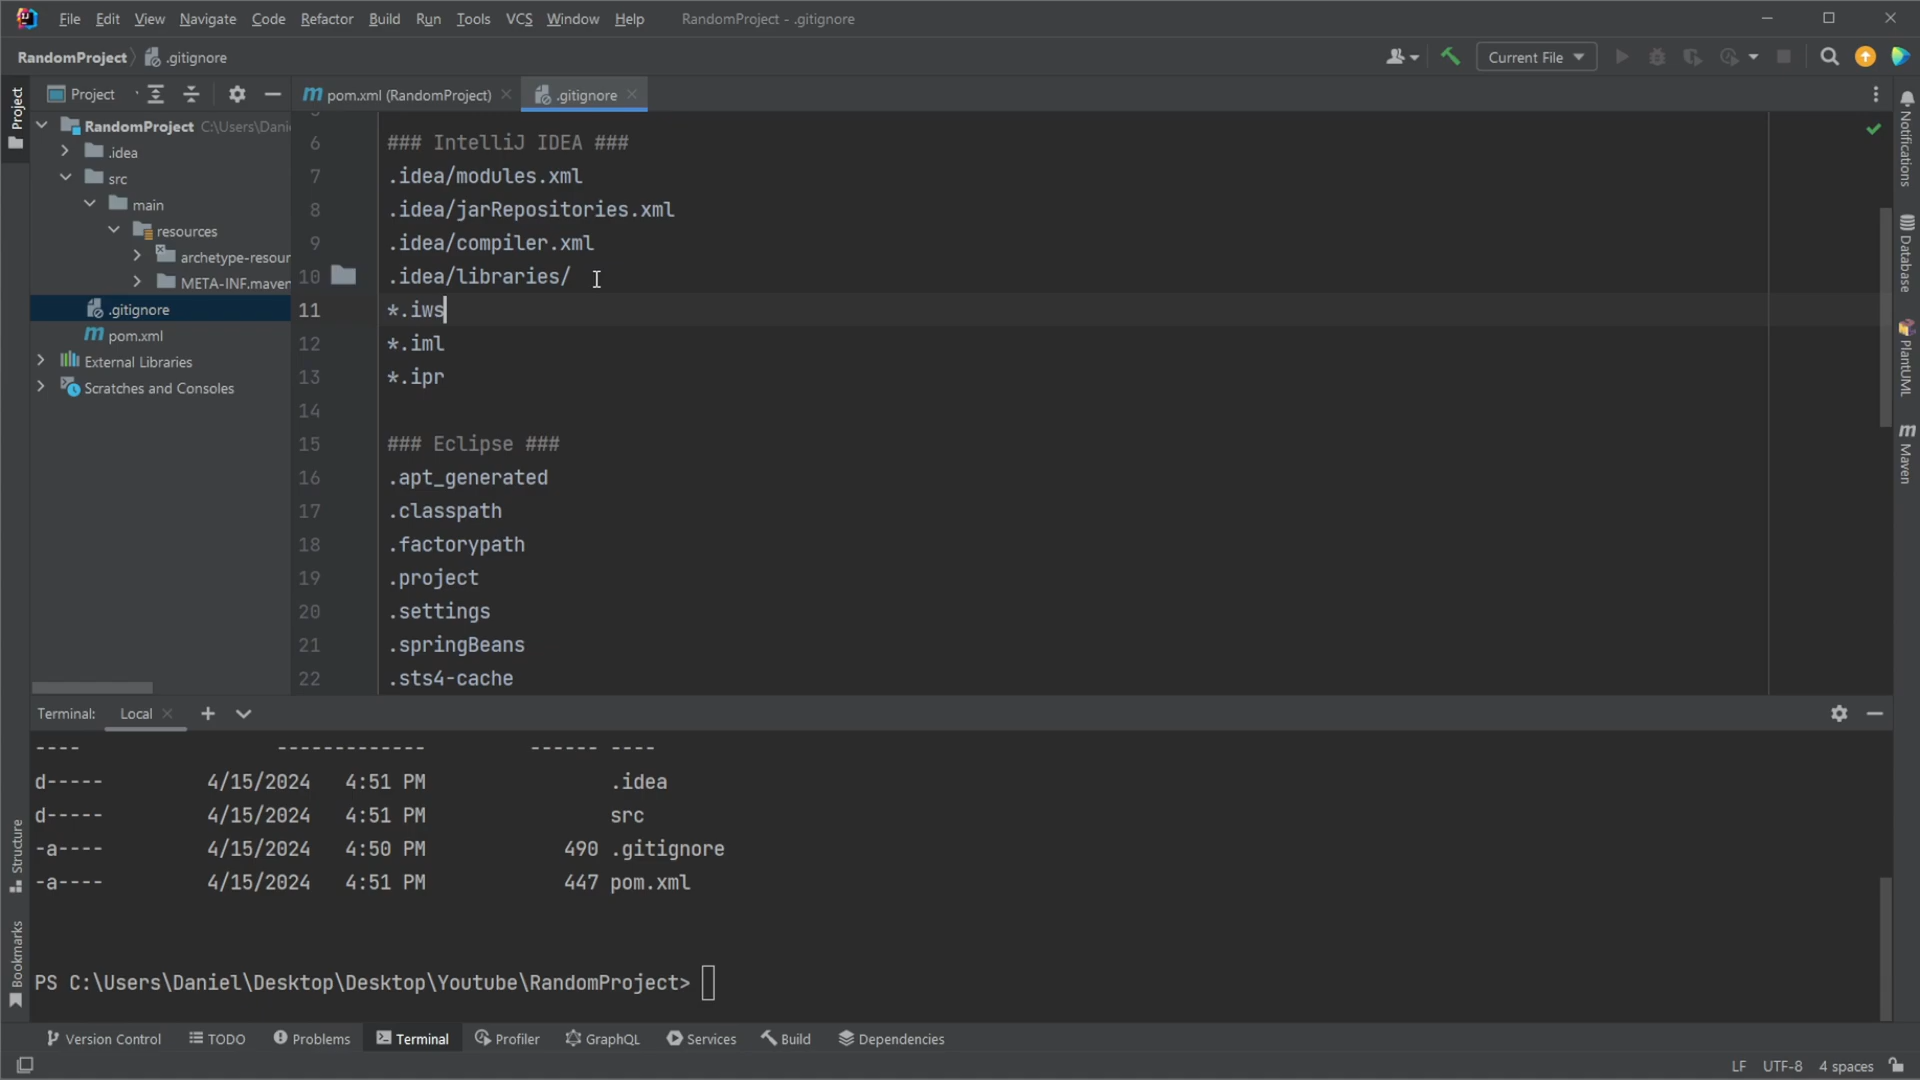 File Edit View Navigate Code Refactor Build Run Tools VCS Window Help RandomProject - .gitignore
RandomProject .gitignore
Current File
Project
pom.xml (RandomProject) .gitignore
Project
RandomProject C:\Users\Dani
.idea
src
main
resources
archetype-resour
META-INF.maven
.gitignore
pom.xml
External Libraries
Scratches and Consoles
6 ### IntelliJ IDEA ###
7 .idea/modules.xml
8 .idea/jarRepositories.xml
9 .idea/compiler.xml
10 .idea/libraries/
11 *.iws
12 *.iml
13 *.ipr
14
15 ### Eclipse ###
16 .apt_generated
17 .classpath
18 .factorypath
19 .project
20 .settings
21 .springBeans
22 .sts4-cache
Notifications
Database
PlantUML
Maven
Terminal: Local
---- ------------- ------ ----
d----- 4/15/2024 4:51 PM .idea
d----- 4/15/2024 4:51 PM src
-a---- 4/15/2024 4:50 PM 490 .gitignore
-a---- 4/15/2024 4:51 PM 447 pom.xml
PS C:\Users\Daniel\Desktop\Desktop\Youtube\RandomProject>
Structure
Bookmarks
Version Control TODO Problems Terminal Profiler GraphQL Services Build Dependencies
LF UTF-8 4 spaces